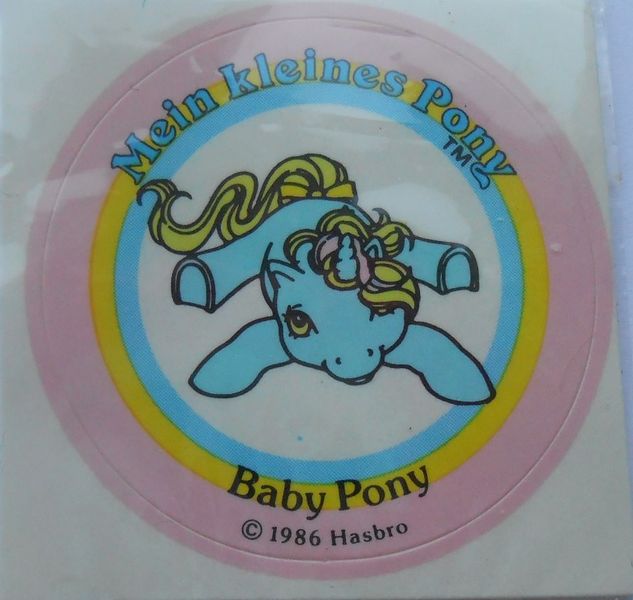 Mein kleines Pony
TM
Baby Pony
© 1986 Hasbro